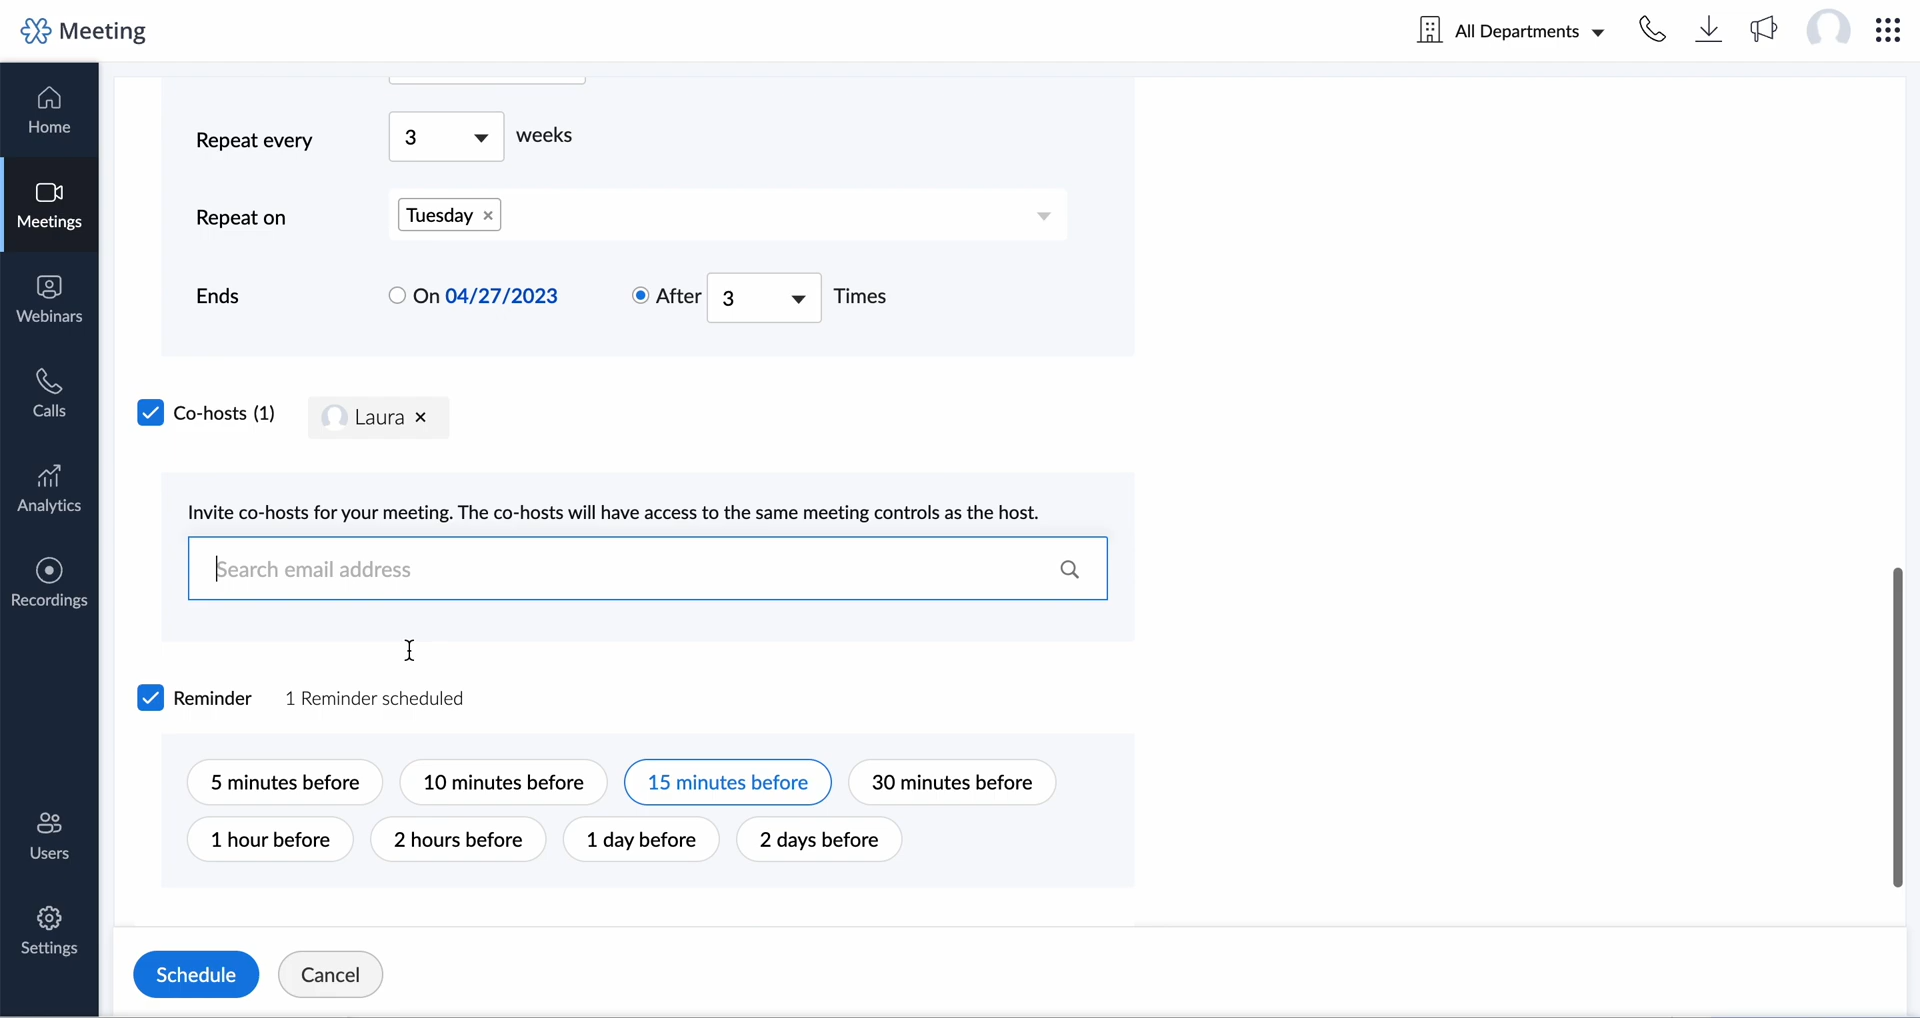 Meeting
All Departments
Home
Meetings
Webinars
Calls
Analytics
Recordings
Users
Settings
Repeat every 3 weeks
Repeat on Tuesday ×
Ends On 04/27/2023 After 3 Times
Co-hosts (1) Laura ×
Invite co-hosts for your meeting. The co-hosts will have access to the same meeting controls as the host.
Search email address
Reminder 1 Reminder scheduled
5 minutes before 10 minutes before 15 minutes before 30 minutes before
1 hour before 2 hours before 1 day before 2 days before
Schedule Cancel